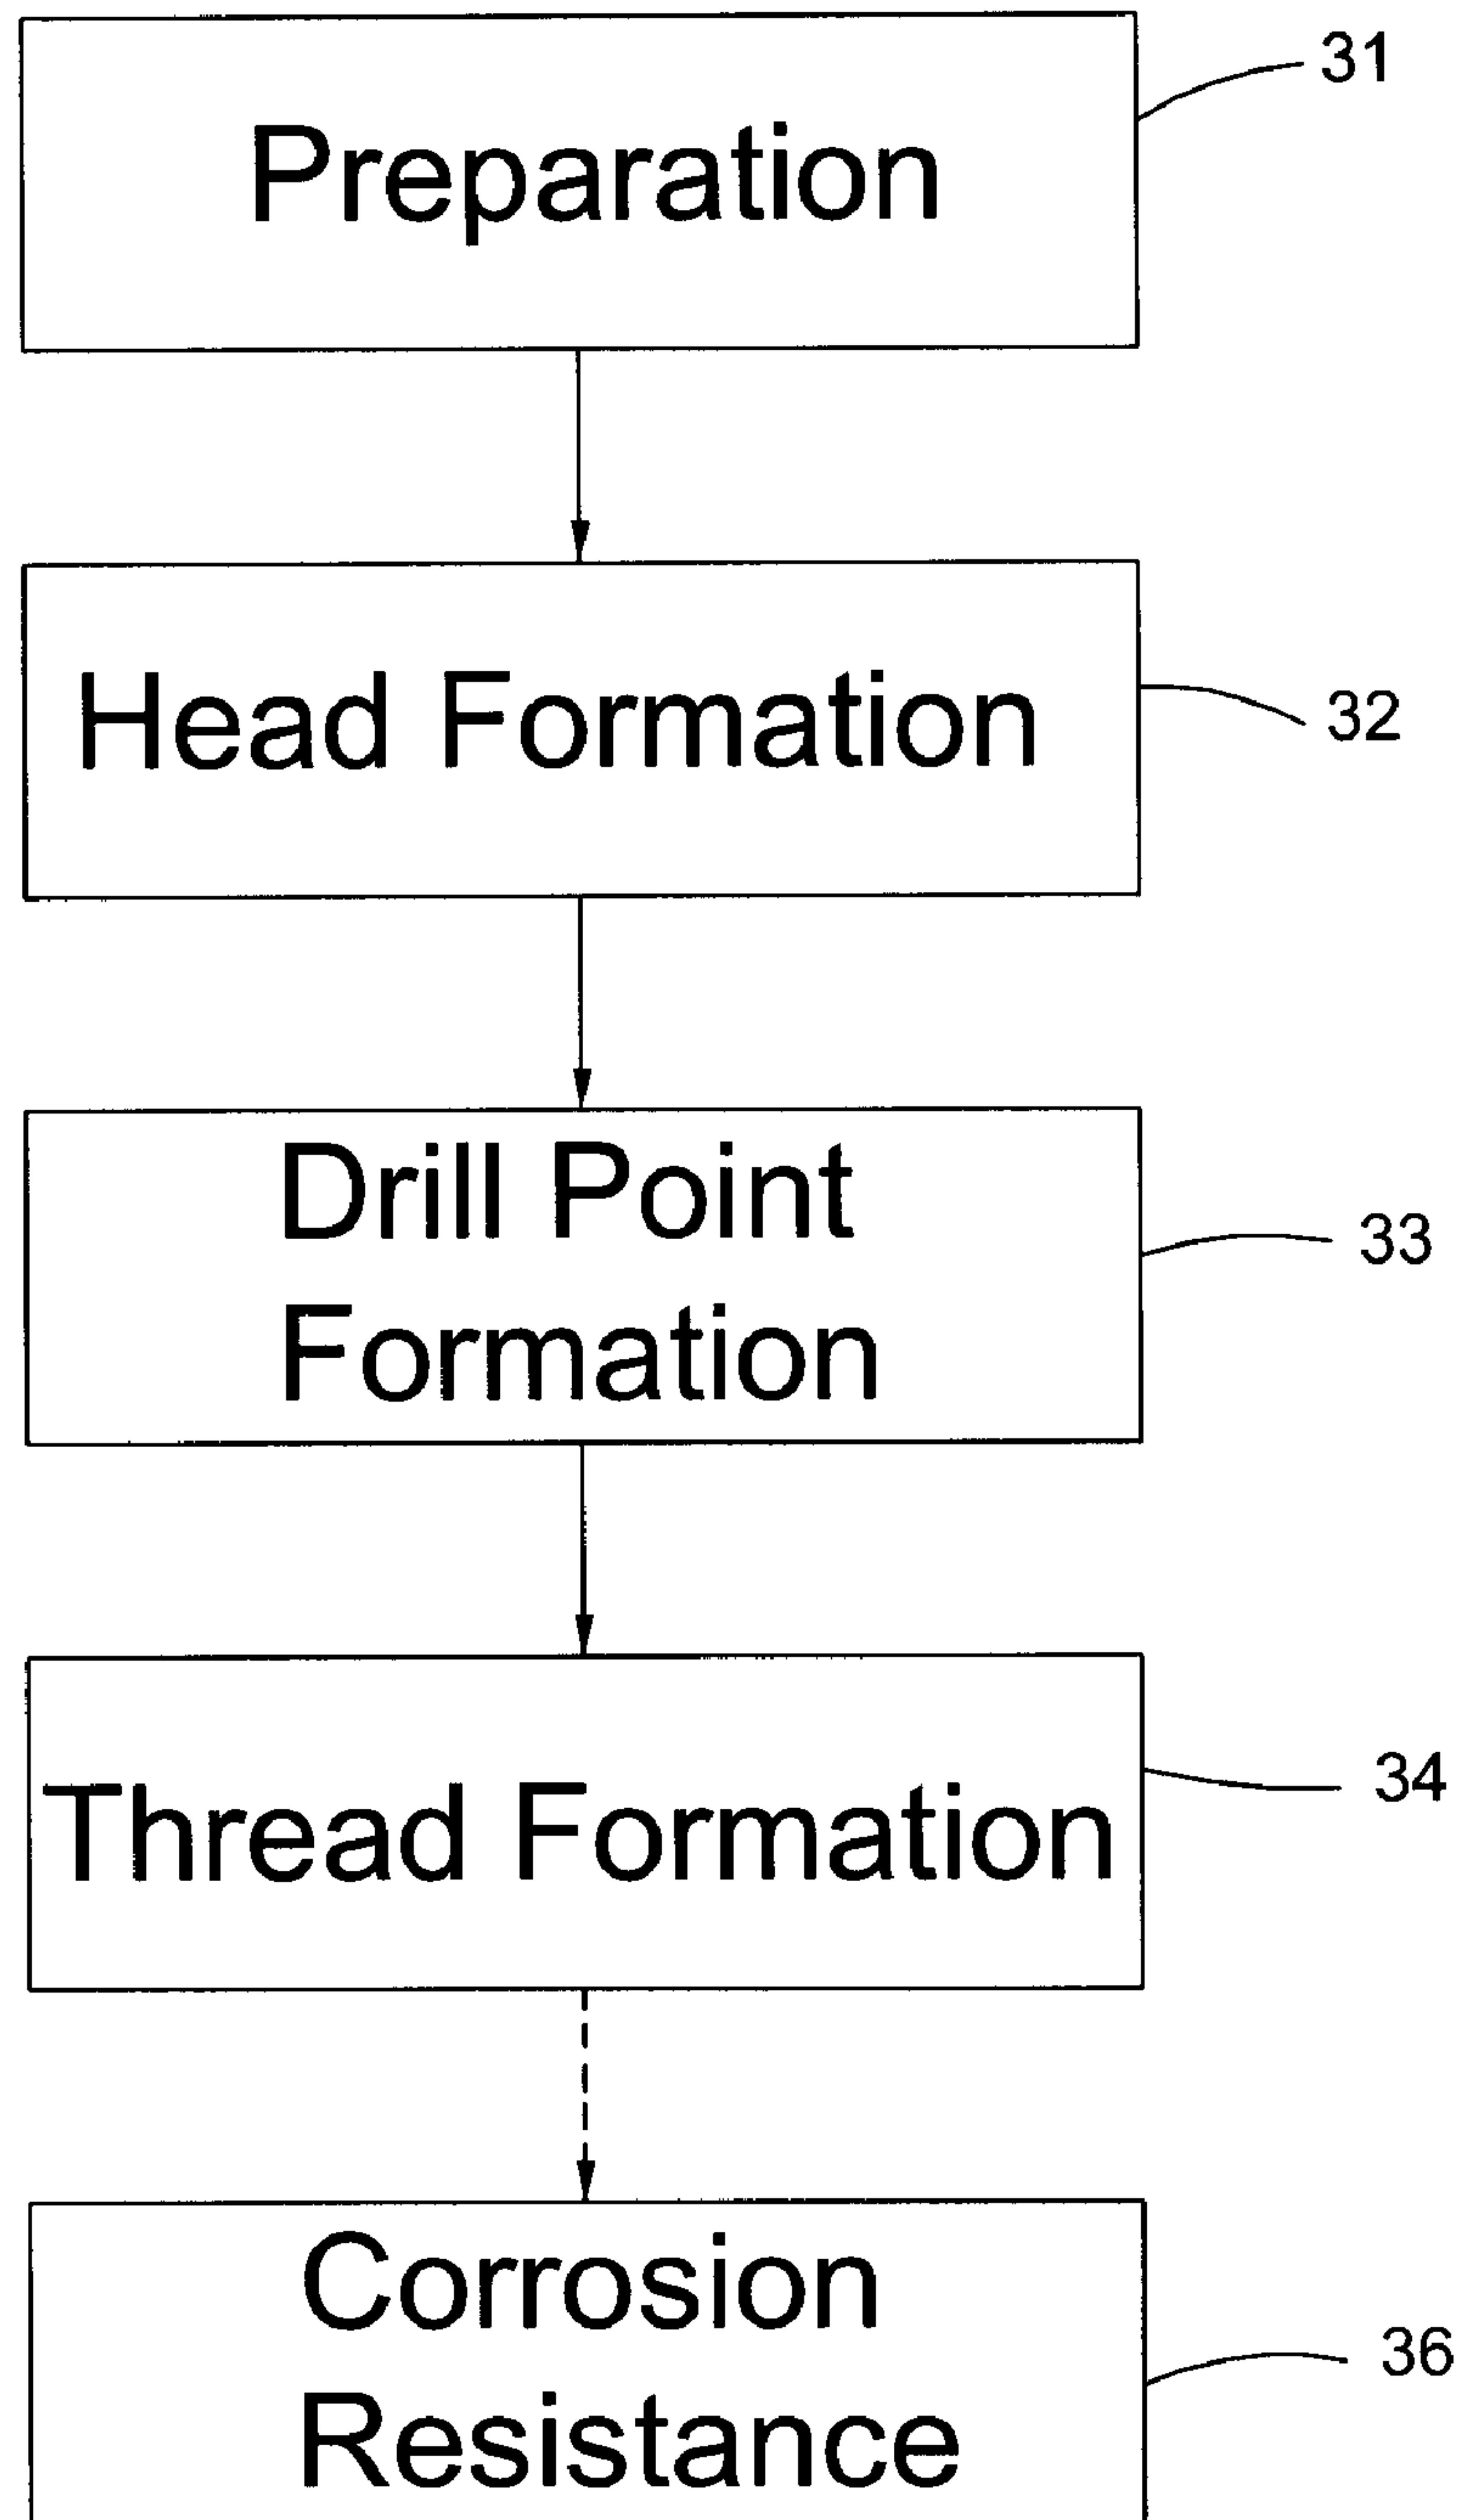 Preparation
31
Head Formation
32
Drill Point
Formation
33
Thread Formation
34
Corrosion
Resistance
36